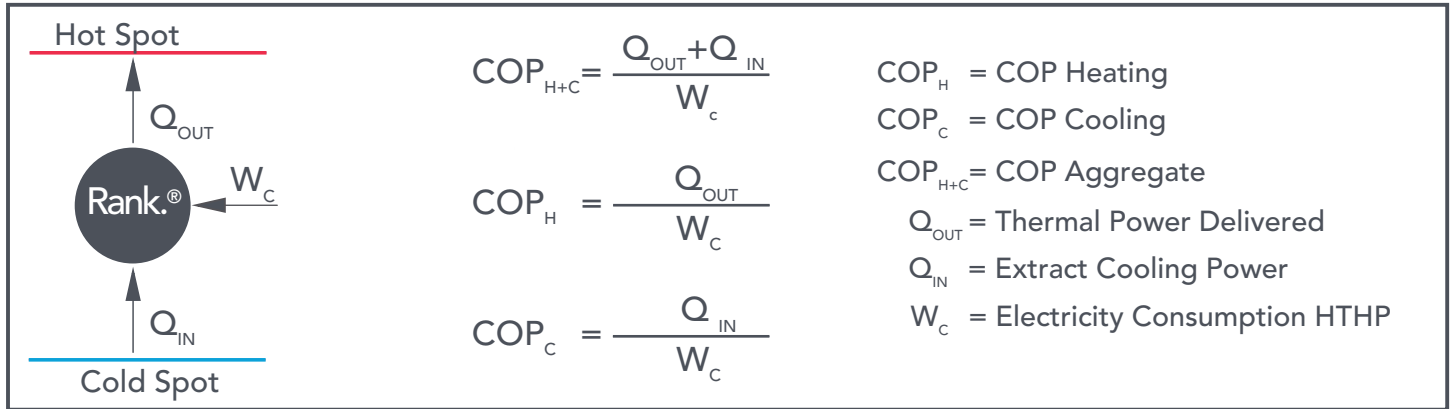 Hot Spot
Q_OUT
Rank.®
W_C
Q_IN
Cold Spot
COP_H+C = (Q_OUT + Q_IN) / W_c
COP_H = Q_OUT / W_C
COP_C = Q_IN / W_C
COP_H = COP Heating
COP_C = COP Cooling
COP_H+C = COP Aggregate
Q_OUT = Thermal Power Delivered
Q_IN = Extract Cooling Power
W_C = Electricity Consumption HTHP